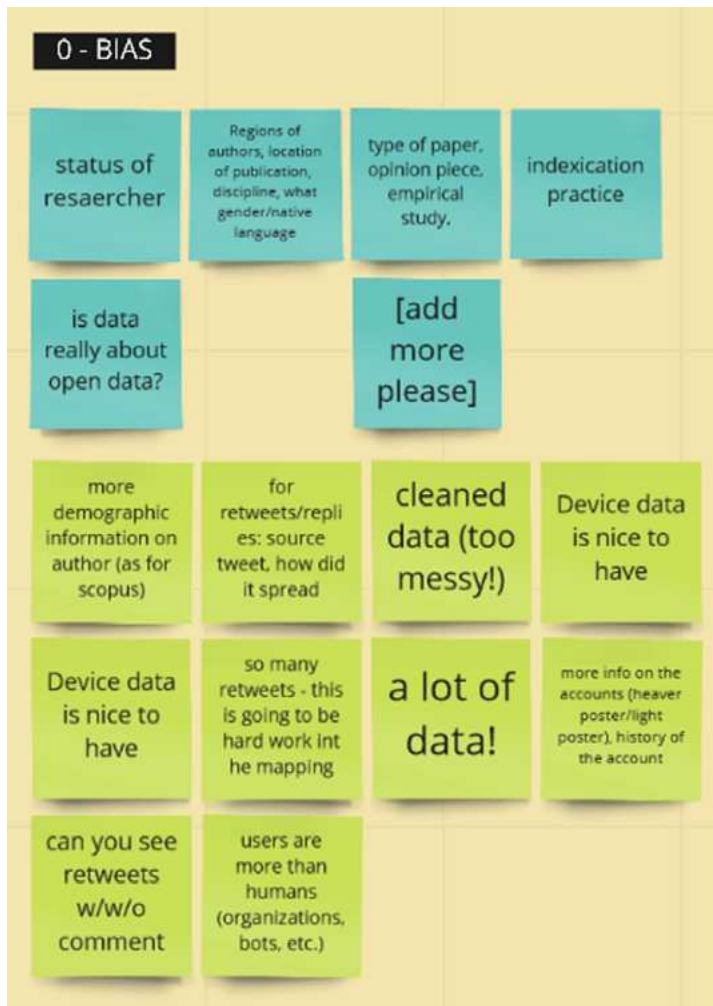 0 - BIAS
status of
resaercher
Regions of
authors, location
of publication,
discipline, what
gender/native
language
type of paper,
opinion piece,
empirical
study,
indexication
practice
is data
really about
open data?
[add
more
please]
more
demographic
information on
author (as for
scopus)
for
retweets/repli
es: source
tweet, how did
it spread
cleaned
data (too
messy!)
Device data
is nice to
have
Device data
is nice to
have
so many
retweets - this
is going to be
hard work int
he mapping
a lot of
data!
more info on the
accounts (heaver
poster/light
poster), history of
the account
can you see
retweets
w/w/o
comment
users are
more than
humans
(organizations,
bots, etc.)